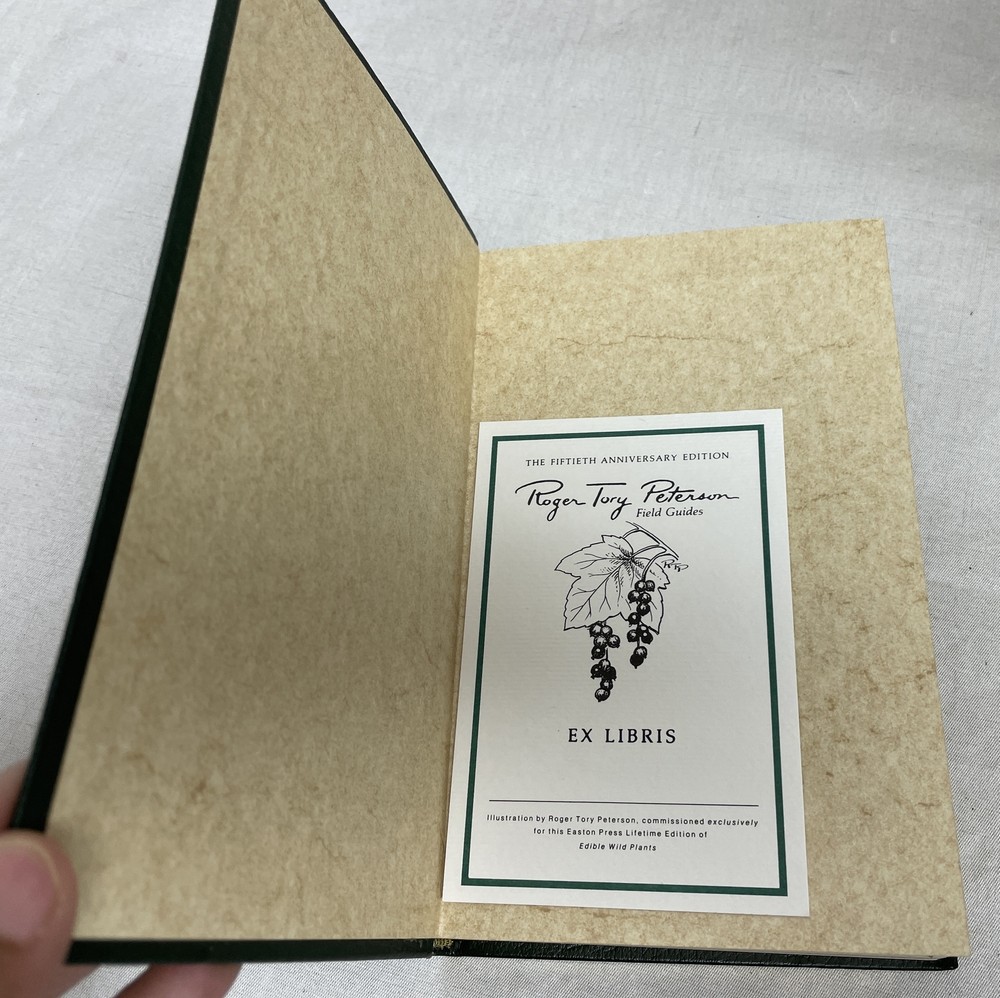 THE FIFTIETH ANNIVERSARY EDITION
Roger Tory Peterson
Field Guides
EX LIBRIS
Illustration by Roger Tory Peterson, commissioned exclusively
for this Easton Press Lifetime Edition of
Edible Wild Plants